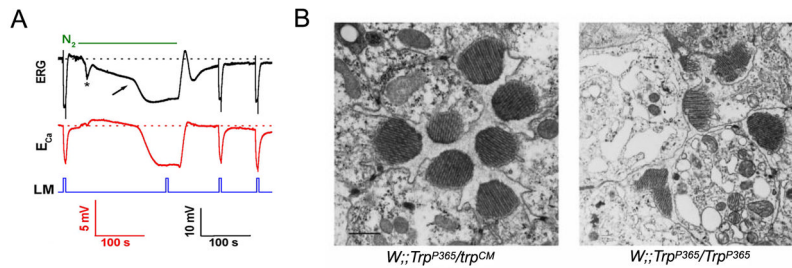 A
N2
ERG
*
ECa
LM
5 mV
100 s
10 mV
100 s
B
W;;TrpP365/trpCM
W;;TrpP365/TrpP365